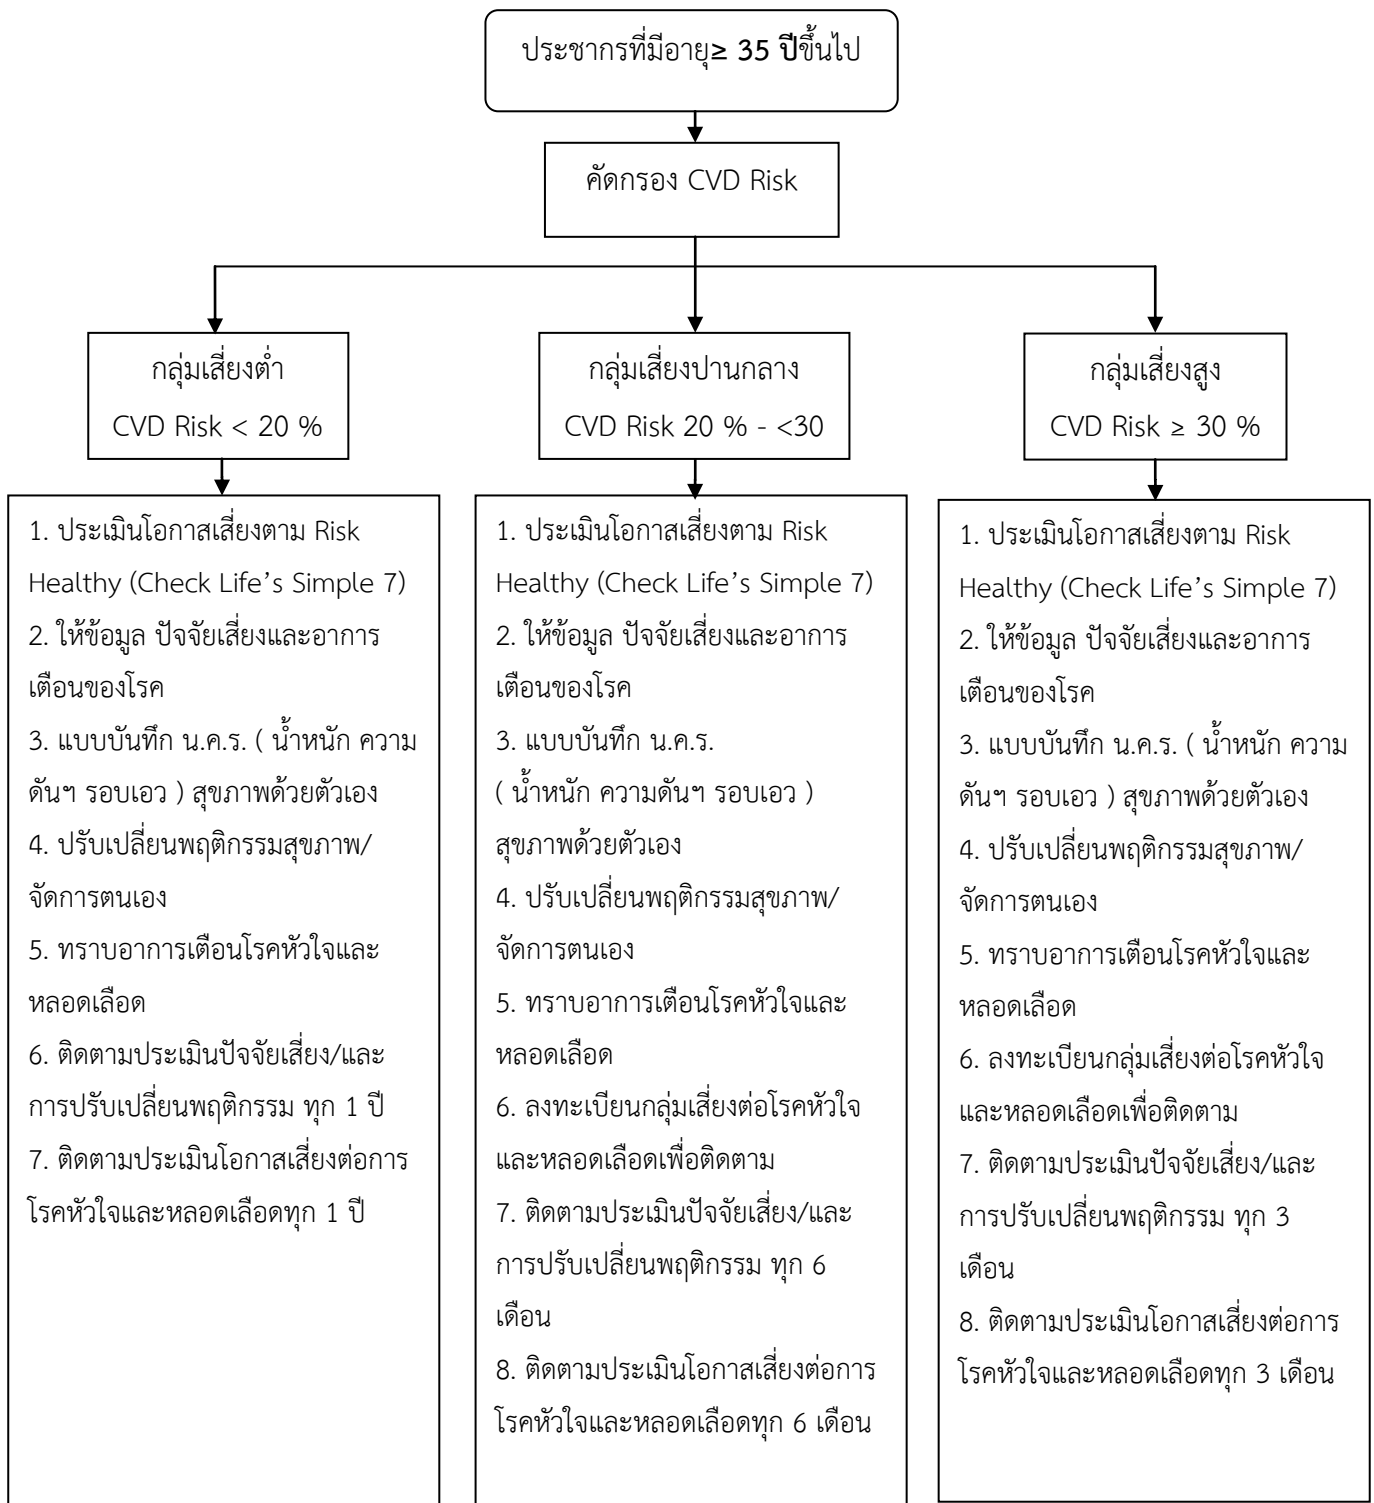 ประชากรที่มีอายุ≥ 35 ปีขึ้นไป
คัดกรอง CVD Risk
กลุ่มเสี่ยงต่ำ
CVD Risk < 20 %
กลุ่มเสี่ยงปานกลาง
CVD Risk 20 % - <30
กลุ่มเสี่ยงสูง
CVD Risk ≥ 30 %
1. ประเมินโอกาสเสี่ยงตาม Risk
Healthy (Check Life’s Simple 7)
2. ให้ข้อมูล ปัจจัยเสี่ยงและอาการ
เตือนของโรค
3. แบบบันทึก น.ค.ร. ( น้ำหนัก ความ
ดันฯ รอบเอว ) สุขภาพด้วยตัวเอง
4. ปรับเปลี่ยนพฤติกรรมสุขภาพ/
จัดการตนเอง
5. ทราบอาการเตือนโรคหัวใจและ
หลอดเลือด
6. ติดตามประเมินปัจจัยเสี่ยง/และ
การปรับเปลี่ยนพฤติกรรม ทุก 1 ปี
7. ติดตามประเมินโอกาสเสี่ยงต่อการ
โรคหัวใจและหลอดเลือดทุก 1 ปี
1. ประเมินโอกาสเสี่ยงตาม Risk
Healthy (Check Life’s Simple 7)
2. ให้ข้อมูล ปัจจัยเสี่ยงและอาการ
เตือนของโรค
3. แบบบันทึก น.ค.ร.
( น้ำหนัก ความดันฯ รอบเอว )
สุขภาพด้วยตัวเอง
4. ปรับเปลี่ยนพฤติกรรมสุขภาพ/
จัดการตนเอง
5. ทราบอาการเตือนโรคหัวใจและ
หลอดเลือด
6. ลงทะเบียนกลุ่มเสี่ยงต่อโรคหัวใจ
และหลอดเลือดเพื่อติดตาม
7. ติดตามประเมินปัจจัยเสี่ยง/และ
การปรับเปลี่ยนพฤติกรรม ทุก 6
เดือน
8. ติดตามประเมินโอกาสเสี่ยงต่อการ
โรคหัวใจและหลอดเลือดทุก 6 เดือน
1. ประเมินโอกาสเสี่ยงตาม Risk
Healthy (Check Life’s Simple 7)
2. ให้ข้อมูล ปัจจัยเสี่ยงและอาการ
เตือนของโรค
3. แบบบันทึก น.ค.ร. ( น้ำหนัก ความ
ดันฯ รอบเอว ) สุขภาพด้วยตัวเอง
4. ปรับเปลี่ยนพฤติกรรมสุขภาพ/
จัดการตนเอง
5. ทราบอาการเตือนโรคหัวใจและ
หลอดเลือด
6. ลงทะเบียนกลุ่มเสี่ยงต่อโรคหัวใจ
และหลอดเลือดเพื่อติดตาม
7. ติดตามประเมินปัจจัยเสี่ยง/และ
การปรับเปลี่ยนพฤติกรรม ทุก 3
เดือน
8. ติดตามประเมินโอกาสเสี่ยงต่อการ
โรคหัวใจและหลอดเลือดทุก 3 เดือน